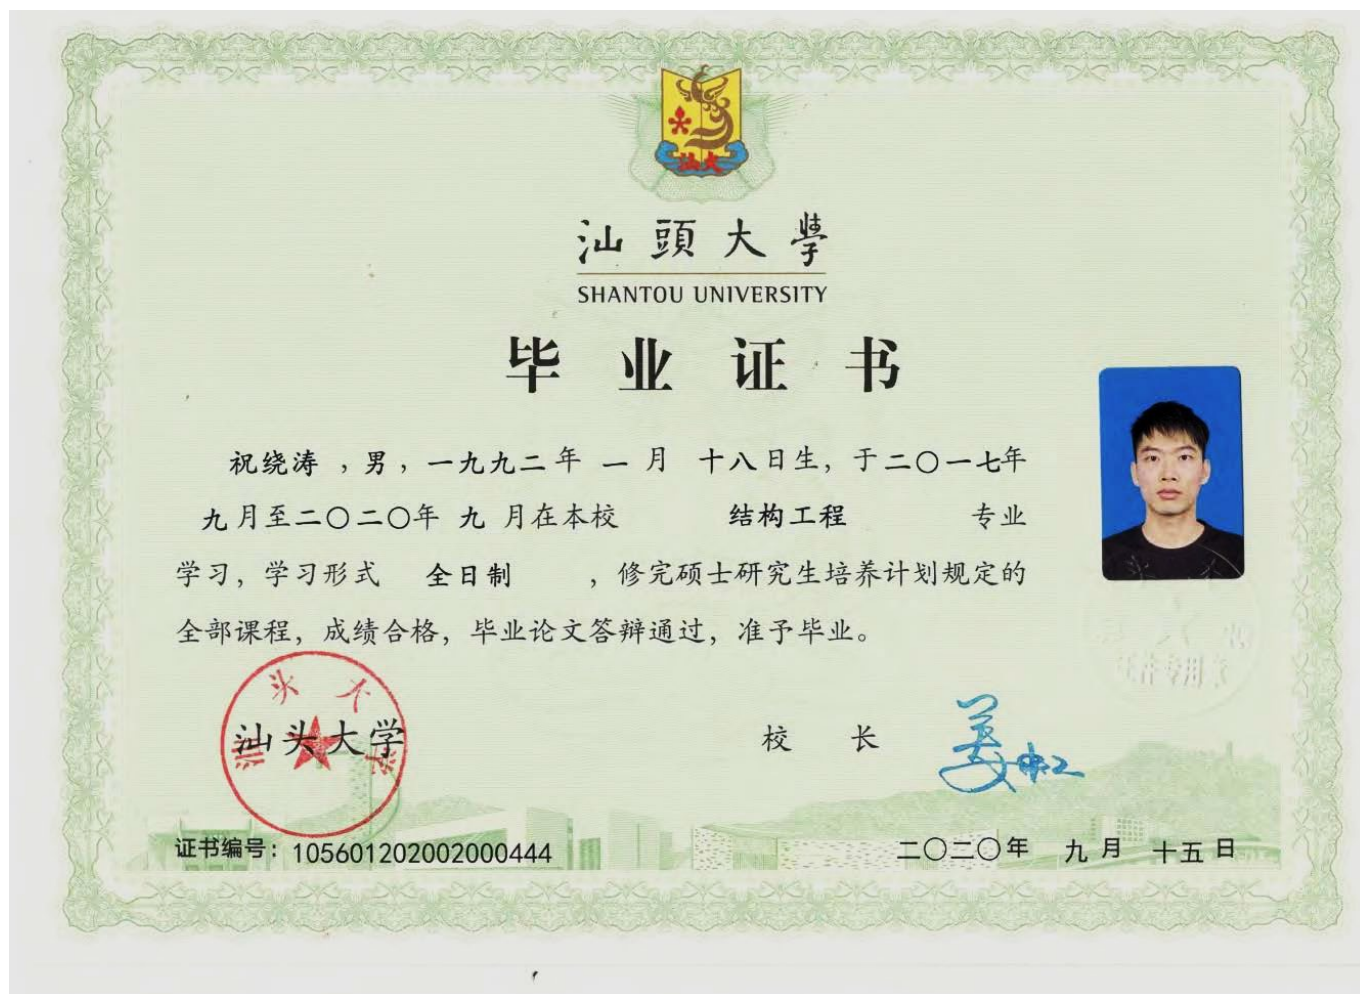 汕大
汕頭大學
SHANTOU UNIVERSITY
毕业证书
祝绕涛，男，一九九二年 一 月 十八日生，于二〇一七年
九月至二〇二〇年 九 月在本校 结构工程 专业
学习，学习形式 全日制 ，修完硕士研究生培养计划规定的
全部课程，成绩合格，毕业论文答辩通过，准予毕业。
汕头大学
汕头大学
校 长
证书编号：105601202002000444
二〇二〇年 九 月 十五 日